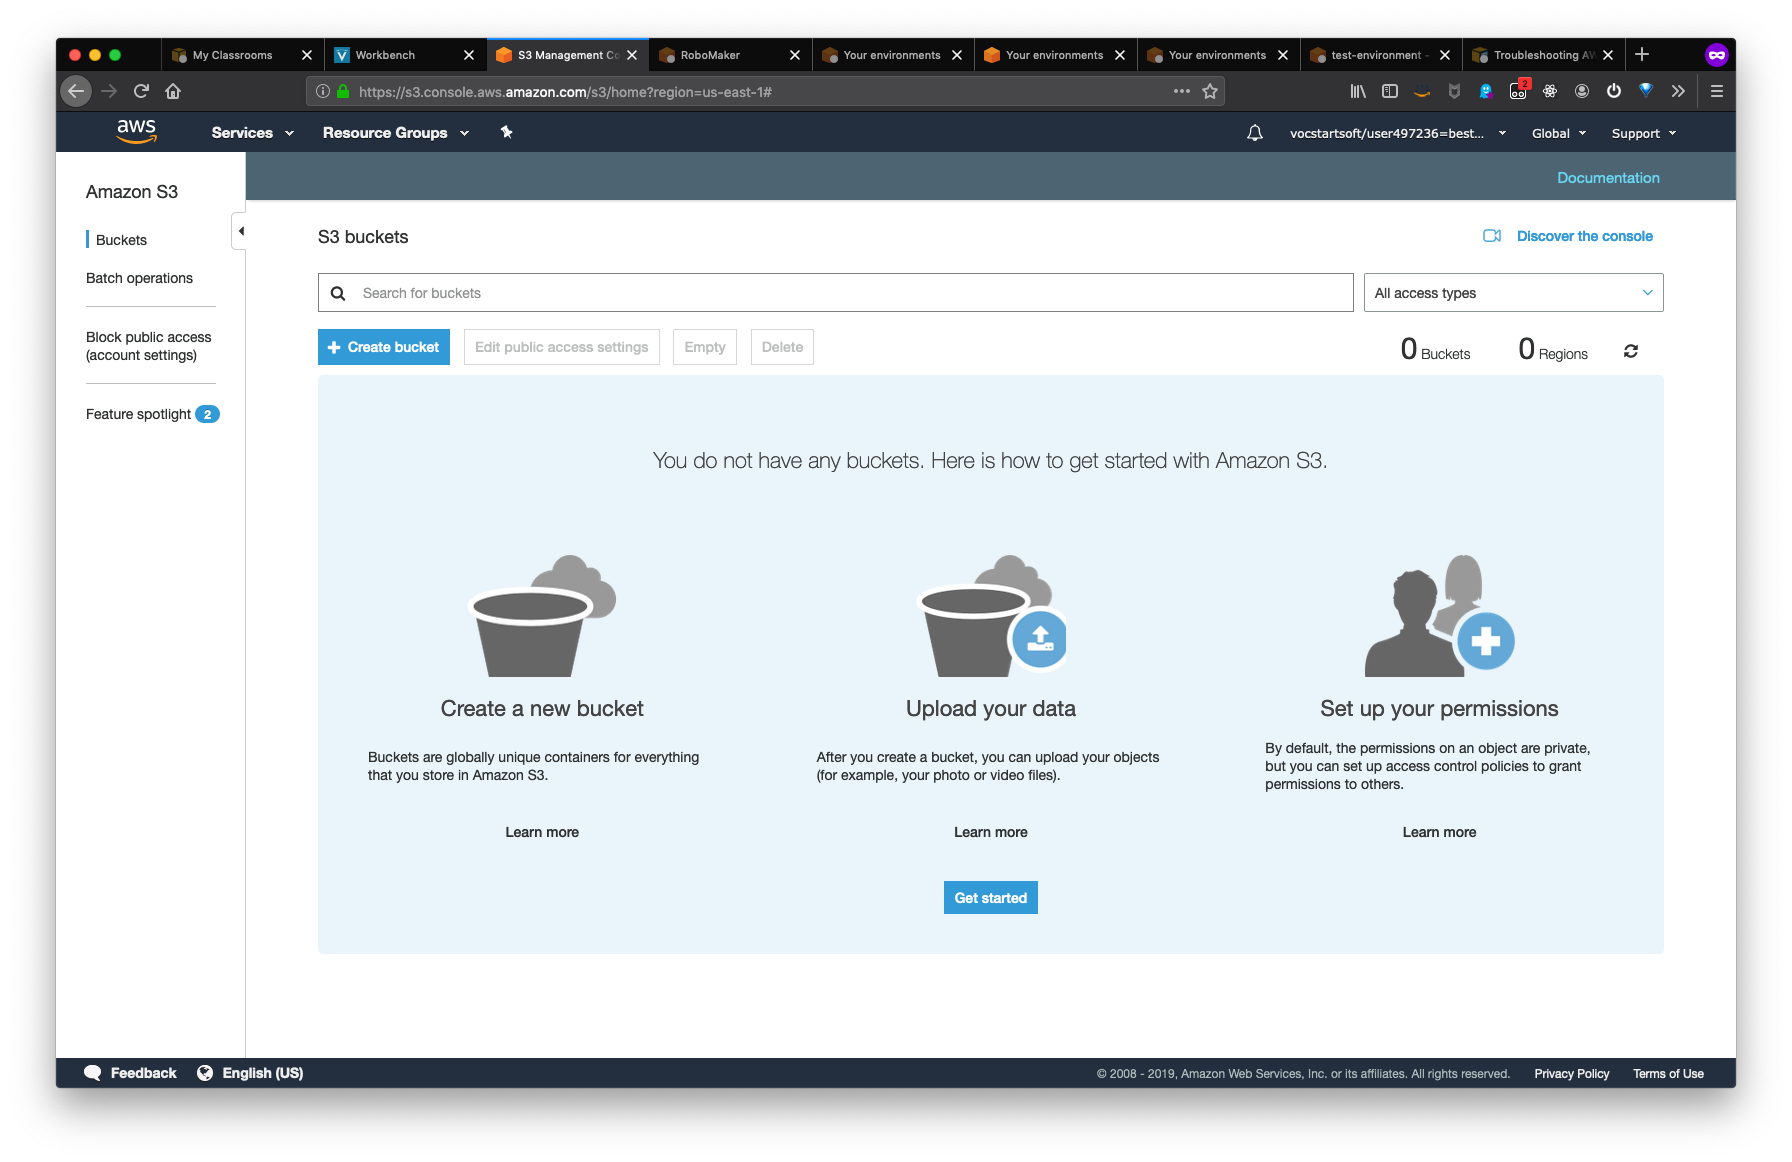 My Classrooms
Workbench
S3 Management Co
RoboMaker
Your environments
Your environments
Your environments
test-environment -
Troubleshooting AW
https://s3.console.aws.amazon.com/s3/home?region=us-east-1#
2
aws
Services
Resource Groups
vocstartsoft/user497236=best...
Global
Support
Amazon S3
Buckets
Batch operations
Block public access
(account settings)
Feature spotlight 2
Documentation
S3 buckets
Discover the console
Search for buckets
All access types
+ Create bucket
Edit public access settings
Empty
Delete
0 Buckets
0 Regions
You do not have any buckets. Here is how to get started with Amazon S3.
Create a new bucket
Buckets are globally unique containers for everything
that you store in Amazon S3.
Learn more
Upload your data
After you create a bucket, you can upload your objects
(for example, your photo or video files).
Learn more
Set up your permissions
By default, the permissions on an object are private,
but you can set up access control policies to grant
permissions to others.
Learn more
Get started
Feedback
English (US)
© 2008 - 2019, Amazon Web Services, Inc. or its affiliates. All rights reserved.
Privacy Policy
Terms of Use